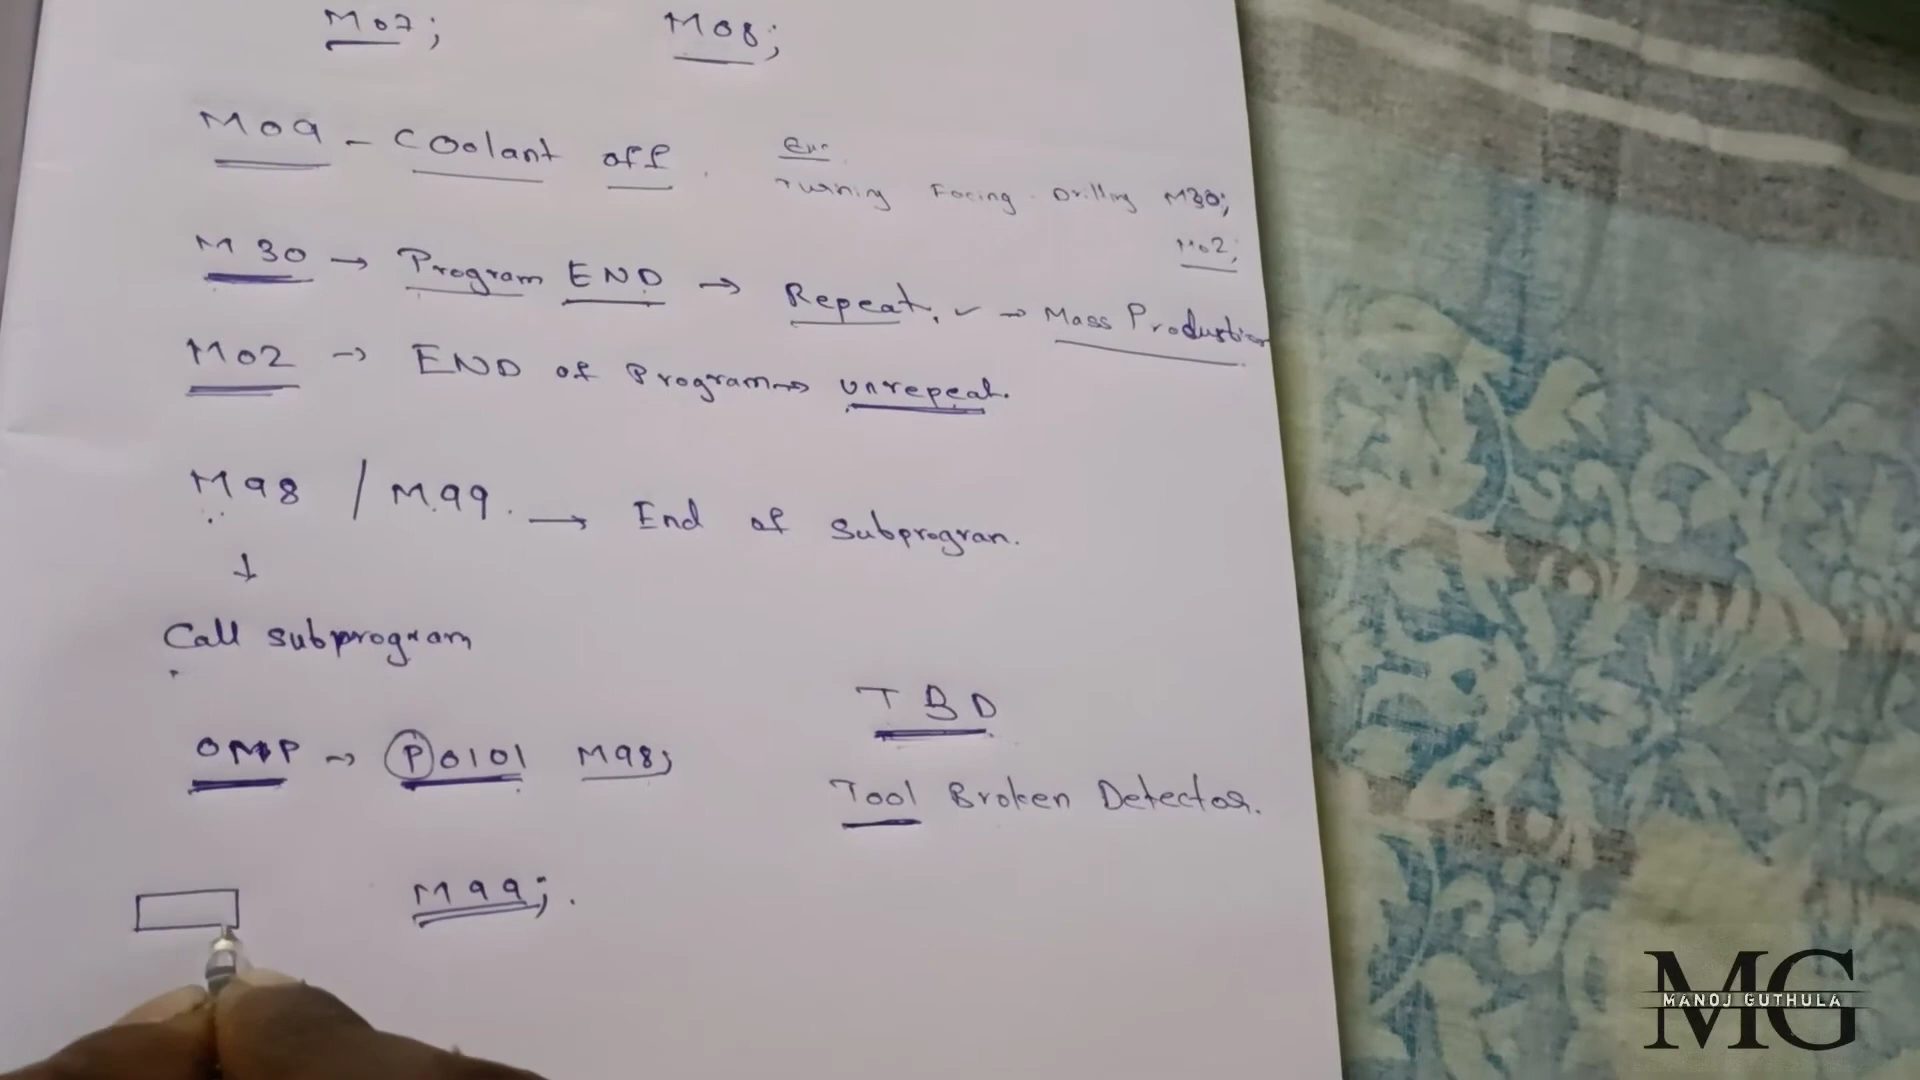 M07; M08;
M09 - Coolant off.
Turning Facing Drilling M30;
M02;
M30 → Program END → Repeat. ✓ → Mass Production
M02 → END of Program → unrepeat.
M98 / M99. → End of Subprogram.
↓
Call subprogram
TBD
OMP → P0101 M98;
Tool Broken Detector.
M99;.
MG
MANOJ GUTHULA